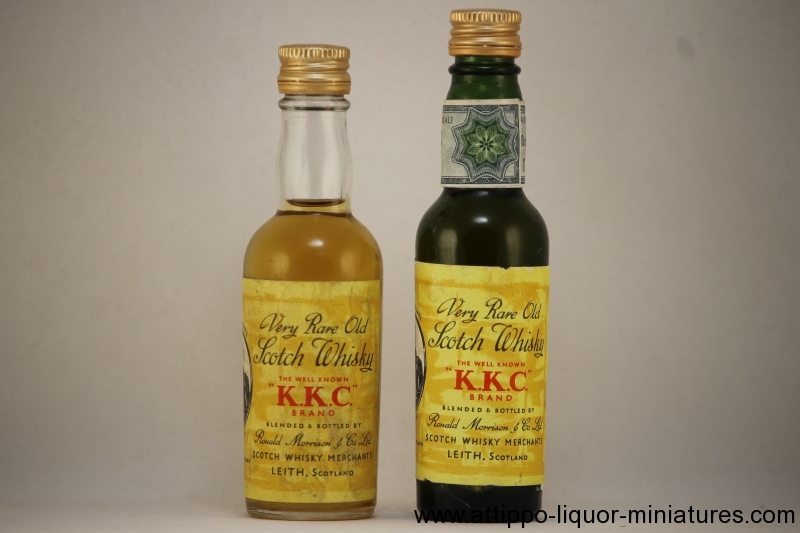 Very Rare Old
Scotch Whisky
THE WELL KNOWN
"K.K.C."
BRAND
BLENDED & BOTTLED BY
Ronald Morrison & Co Ltd.
SCOTCH WHISKY MERCHANTS
LEITH, SCOTLAND
Very Rare Old
Scotch Whisky
THE WELL KNOWN
"K.K.C."
BRAND
BLENDED & BOTTLED BY
Ronald Morrison & Co Ltd.
SCOTCH WHISKY MERCHANTS
LEITH, SCOTLAND
www.attippo-liquor-miniatures.com